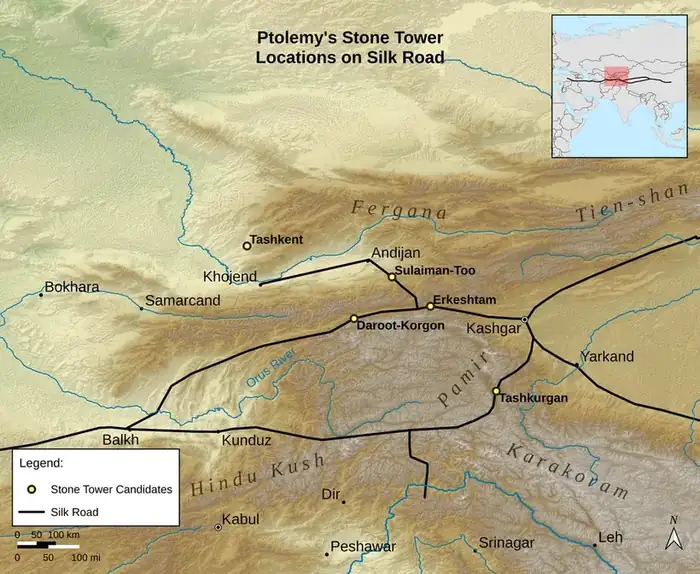 Ptolemy's Stone Tower
Locations on Silk Road
Fergana
Tien-shan
Tashkent
Andijan
Sulaiman-Too
Khojend
Bokhara
Samarcand
Erkeshtam
Daroot-Korgon
Kashgar
Orus River
Pamir
Yarkand
Tashkurgan
Balkh
Kunduz
Hindu Kush
Karakoram
Legend:
Stone Tower Candidates
Silk Road
Dir
Kabul
Peshawar
Srinagar
Leh
N
0 50 100 km
0 50 100 mi